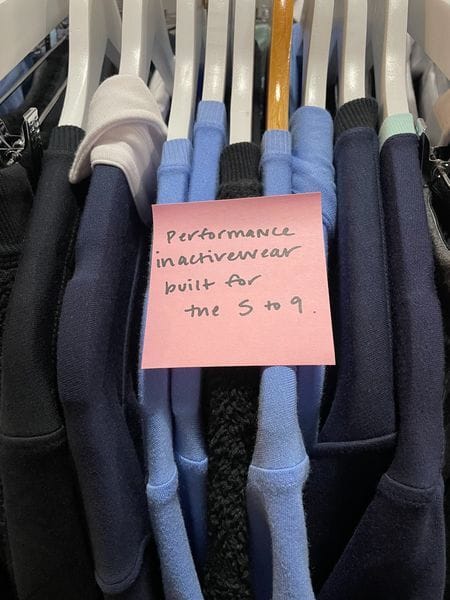 Performance
inactivewear
built for
the 5 to 9.